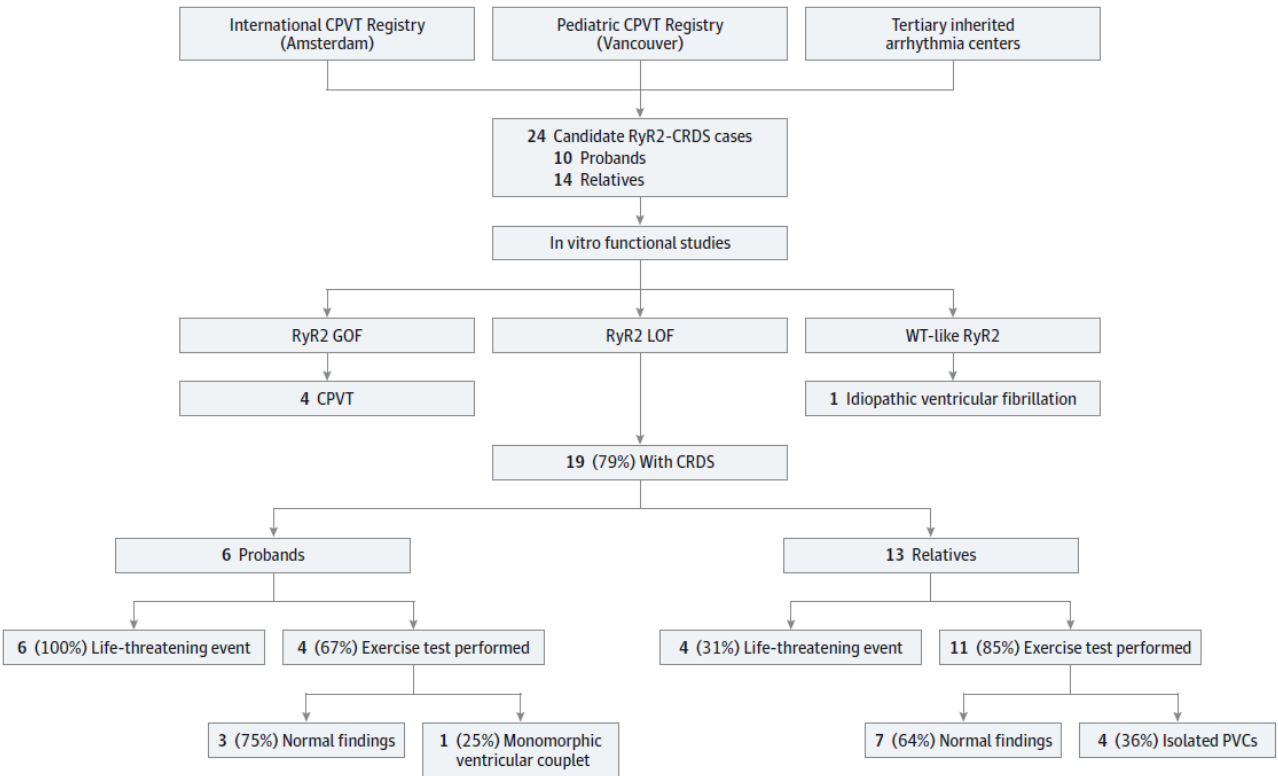 International CPVT Registry
(Amsterdam)
Pediatric CPVT Registry
(Vancouver)
Tertiary inherited
arrhythmia centers
24 Candidate RyR2-CRDS cases
10 Probands
14 Relatives
In vitro functional studies
RyR2 GOF
RyR2 LOF
WT-like RyR2
4 CPVT
1 Idiopathic ventricular fibrillation
19 (79%) With CRDS
6 Probands
13 Relatives
6 (100%) Life-threatening event
4 (67%) Exercise test performed
4 (31%) Life-threatening event
11 (85%) Exercise test performed
3 (75%) Normal findings
1 (25%) Monomorphic
ventricular couplet
7 (64%) Normal findings
4 (36%) Isolated PVCs